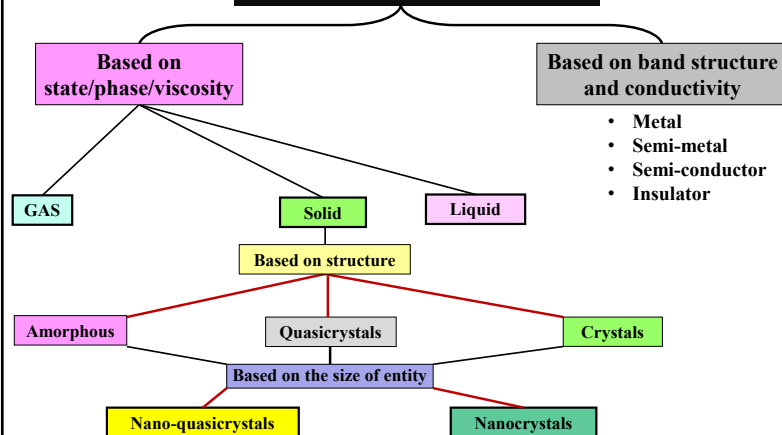 Based on
state/phase/viscosity
Based on band structure
and conductivity
• Metal
• Semi-metal
• Semi-conductor
• Insulator
GAS
Solid
Liquid
Based on structure
Amorphous
Quasicrystals
Crystals
Based on the size of entity
Nano-quasicrystals
Nanocrystals